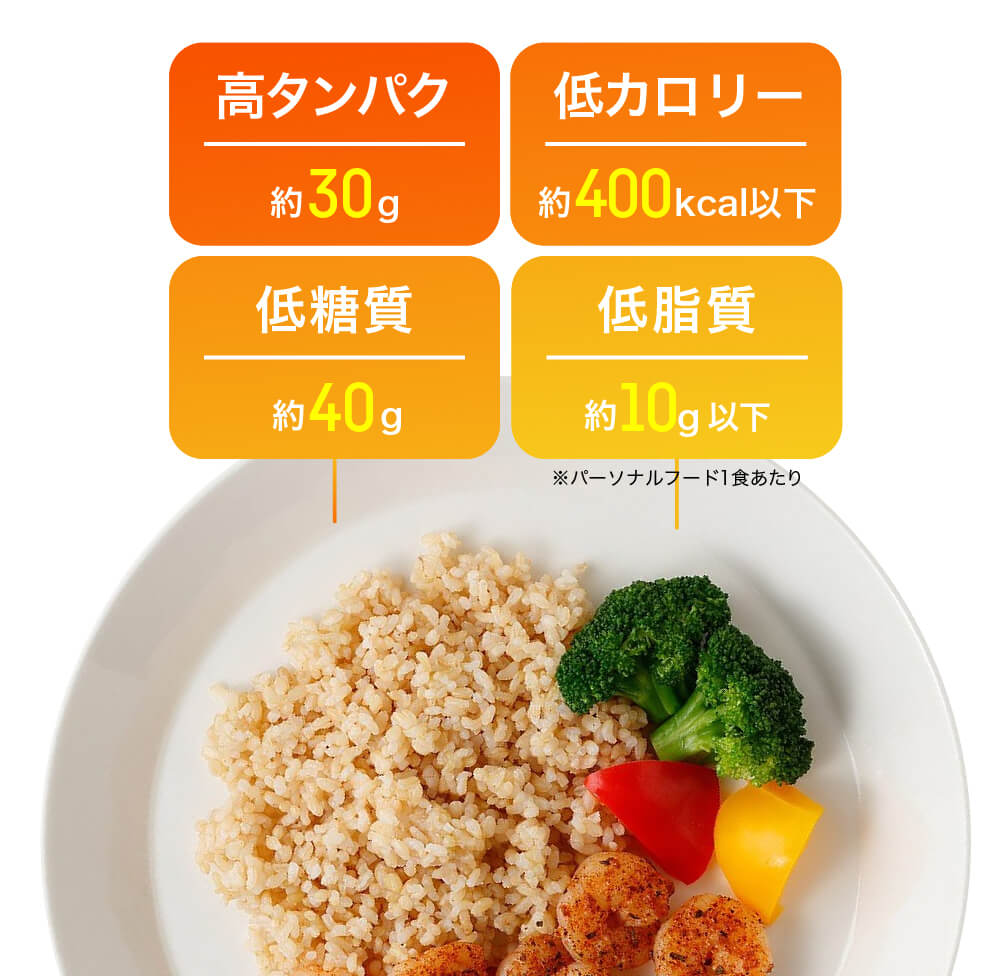 高タンパク
約30g
低カロリー
約400kcal以下
低糖質
約40g
低脂質
約10g以下
※パーソナルフード1食あたり